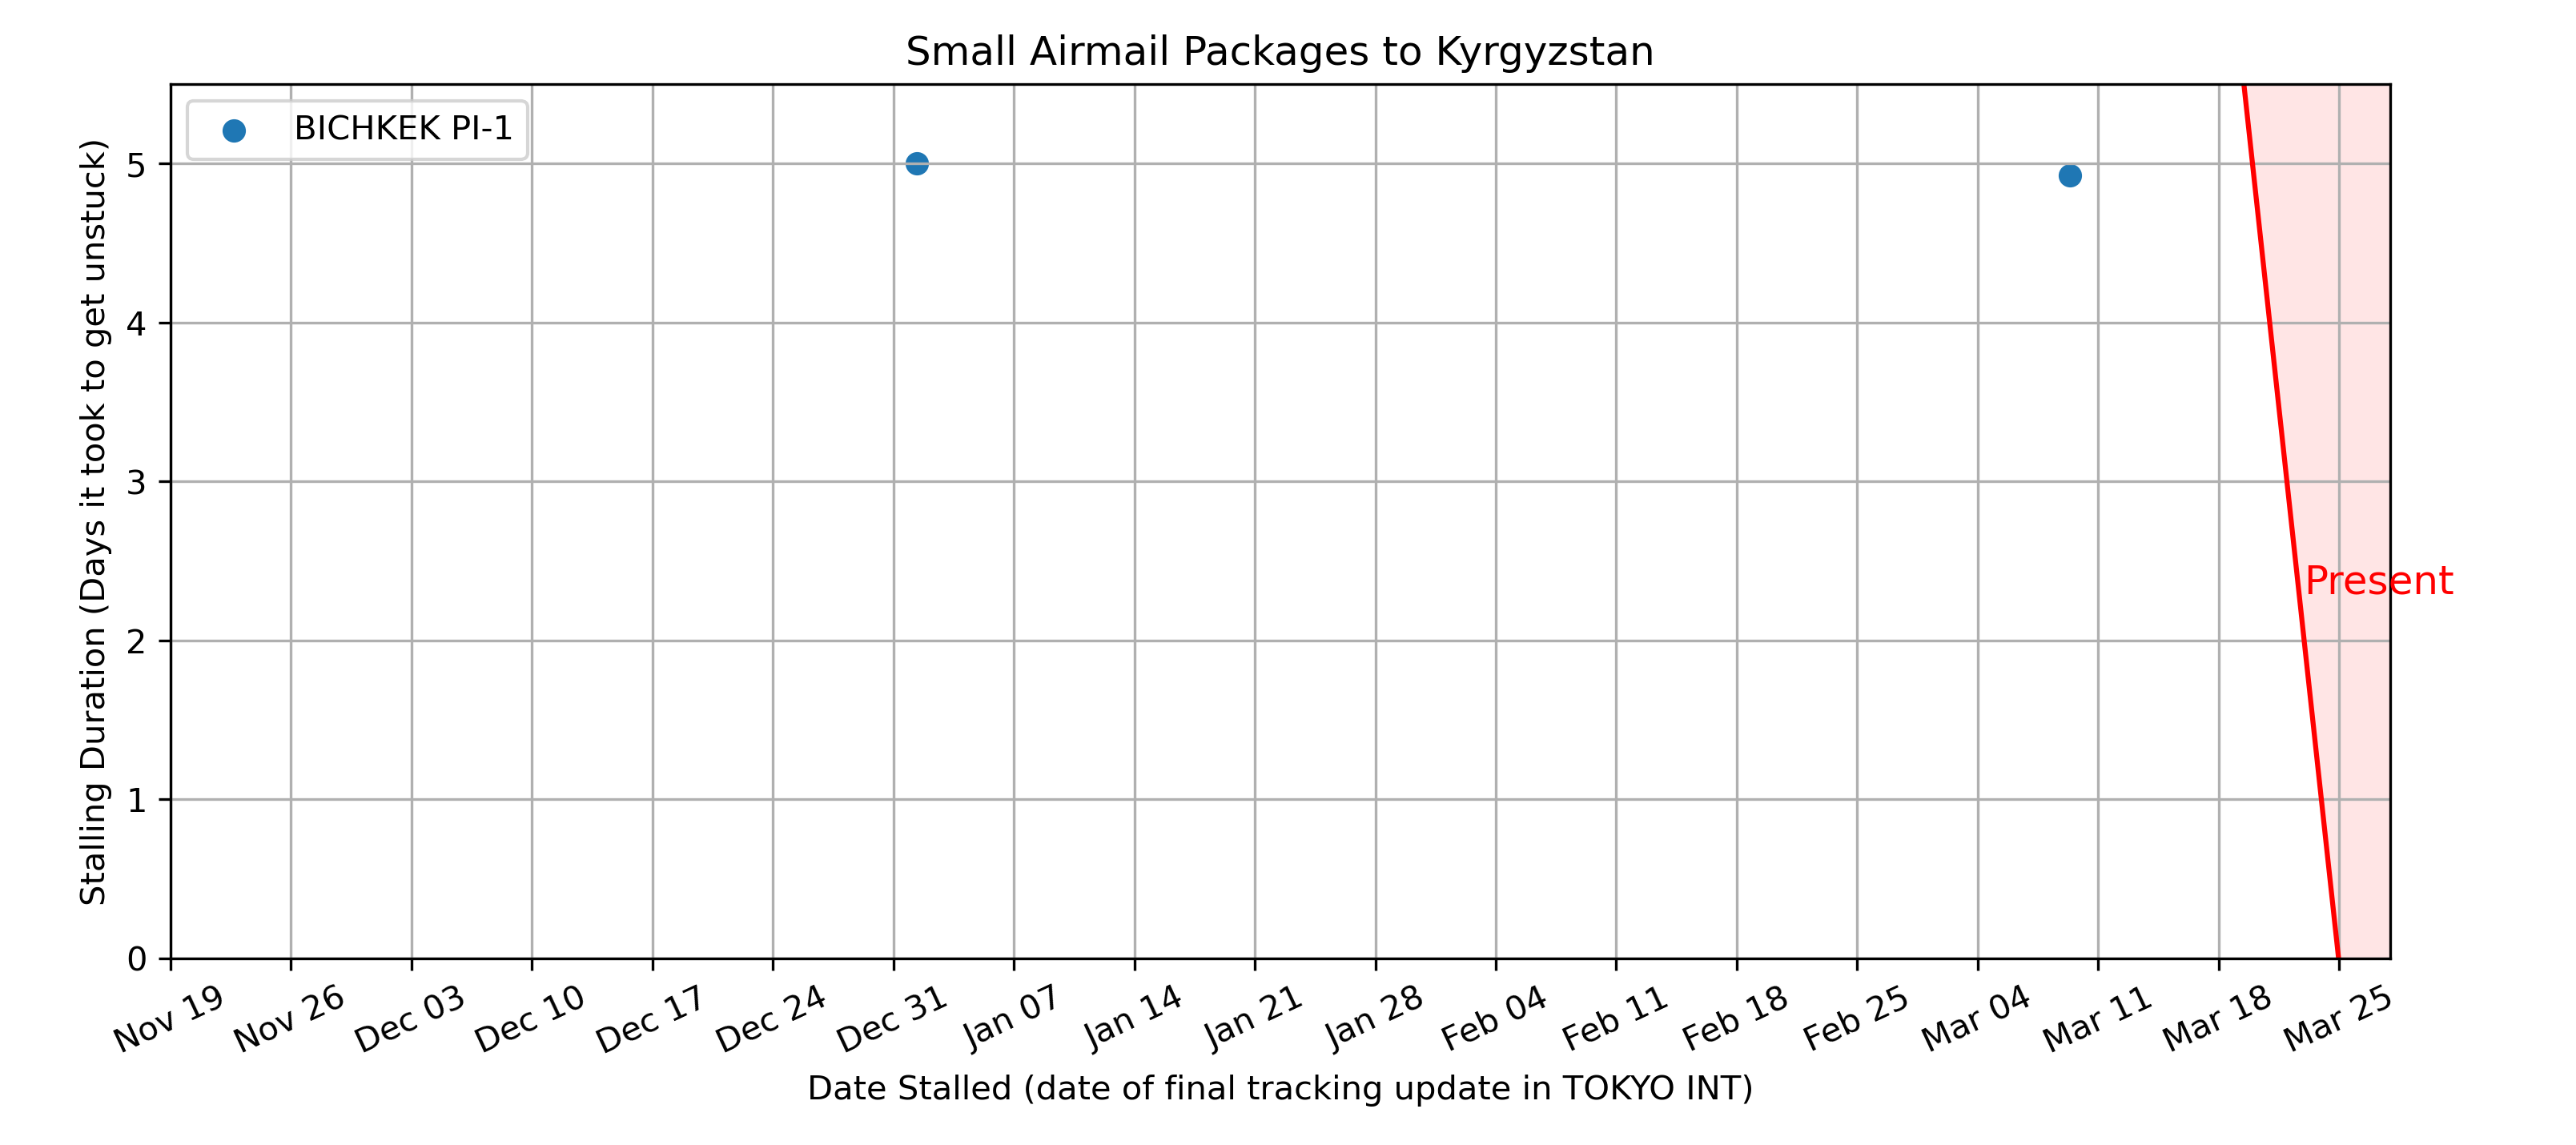 Small Airmail Packages to Kyrgyzstan
BICHKEK PI-1
Stalling Duration (Days it took to get unstuck)
5
4
3
2
1
0
Present
Nov 19
Nov 26
Dec 03
Dec 10
Dec 17
Dec 24
Dec 31
Jan 07
Jan 14
Jan 21
Jan 28
Feb 04
Feb 11
Feb 18
Feb 25
Mar 04
Mar 11
Mar 18
Mar 25
Date Stalled (date of final tracking update in TOKYO INT)